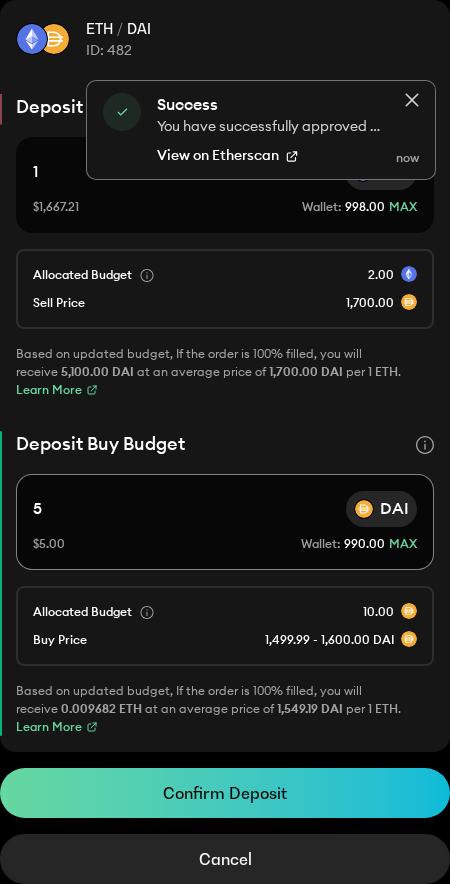 ETH / DAI
ID: 482
Deposit
Success
You have successfully approved ...
View on Etherscan
now
1
$1,667.21
Wallet: 998.00 MAX
Allocated Budget
2.00
Sell Price
1,700.00
Based on updated budget, If the order is 100% filled, you will
receive 5,100.00 DAI at an average price of 1,700.00 DAI per 1 ETH.
Learn More
Deposit Buy Budget
5
DAI
$5.00
Wallet: 990.00 MAX
Allocated Budget
10.00
Buy Price
1,499.99 - 1,600.00 DAI
Based on updated budget, If the order is 100% filled, you will
receive 0.009682 ETH at an average price of 1,549.19 DAI per 1 ETH.
Learn More
Confirm Deposit
Cancel